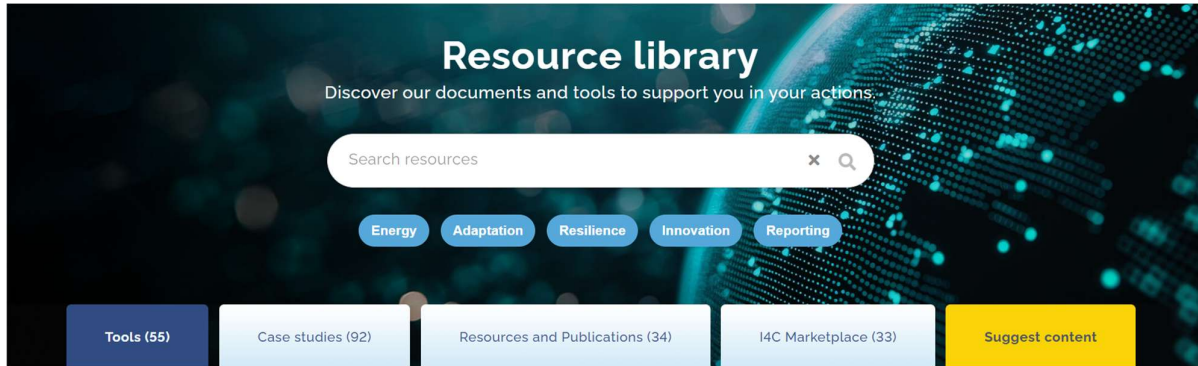 Resource library
Discover our documents and tools to support you in your actions.
Search resources
Energy Adaptation Resilience Innovation Reporting
Tools (55) Case studies (92) Resources and Publications (34) I4C Marketplace (33) Suggest content